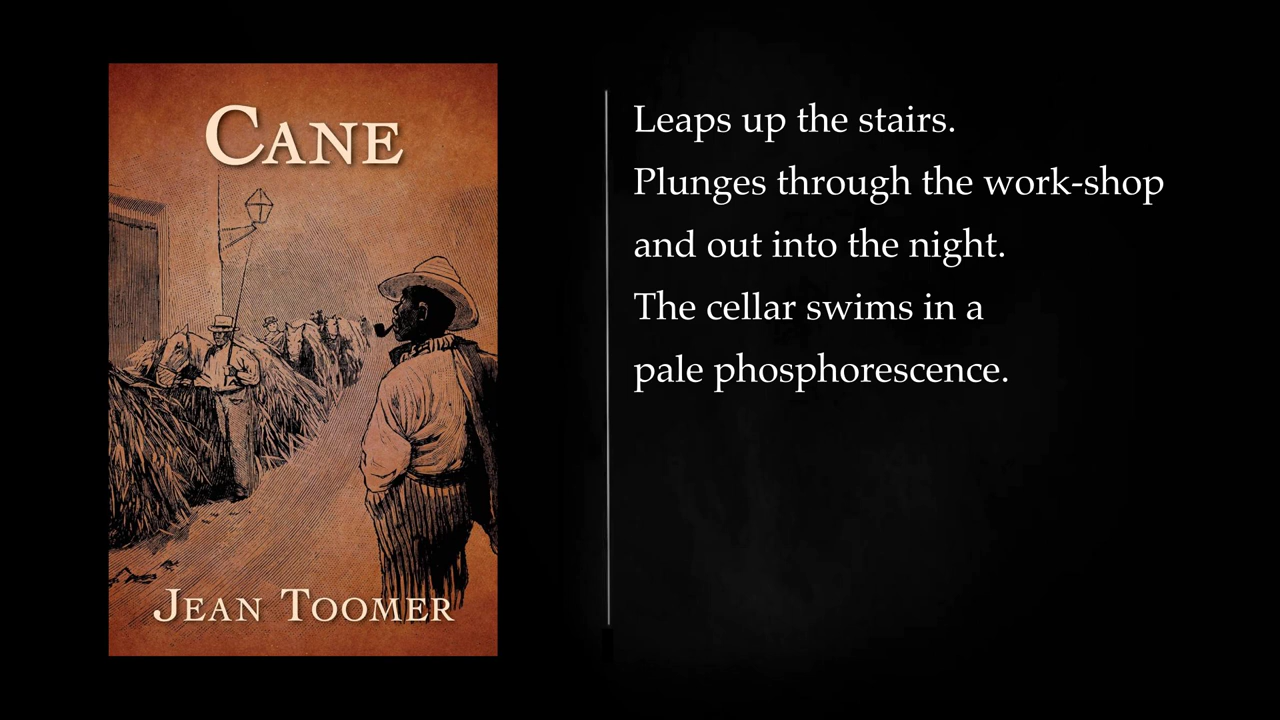 CANE
JEAN TOOMER
Leaps up the stairs.
Plunges through the work-shop
and out into the night.
The cellar swims in a
pale phosphorescence.